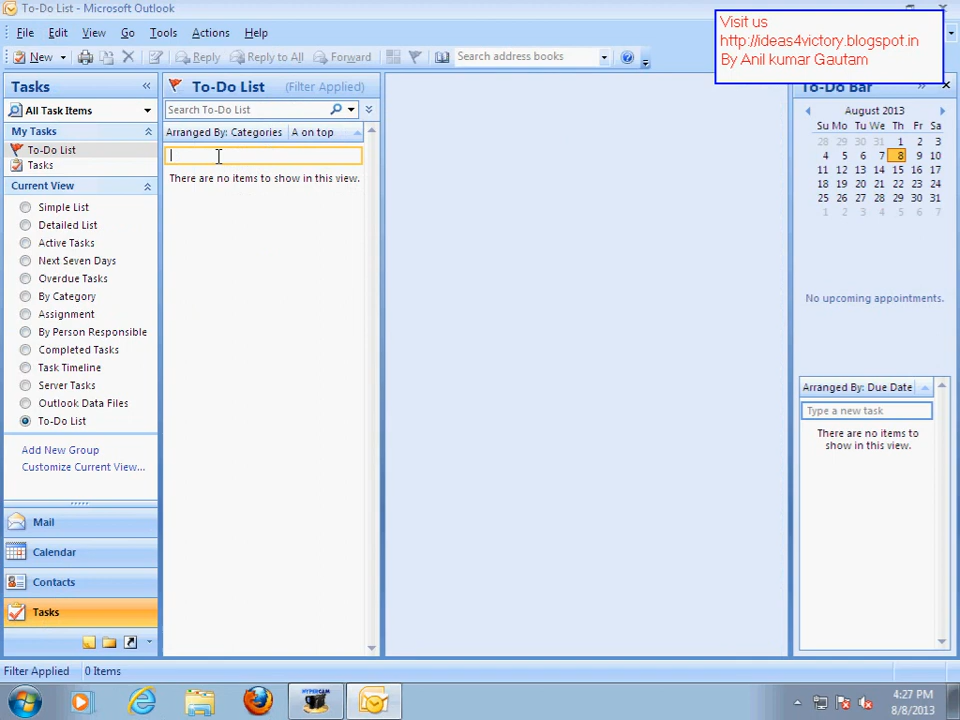 To-Do List - Microsoft Outlook
Visit us
http://ideas4victory.blogspot.in
By Anil kumar Gautam
File Edit View Go Tools Actions Help
New Reply Reply to All Forward Search address books
Tasks
All Task Items
My Tasks
To-Do List
Tasks
Current View
Simple List
Detailed List
Active Tasks
Next Seven Days
Overdue Tasks
By Category
Assignment
By Person Responsible
Completed Tasks
Task Timeline
Server Tasks
Outlook Data Files
To-Do List
Add New Group
Customize Current View...
Mail
Calendar
Contacts
Tasks
To-Do List (Filter Applied)
Search To-Do List
Arranged By: Categories A on top
There are no items to show in this view.
To-Do Bar
August 2013
Su Mo Tu We Th Fr Sa
28 29 30 31 1 2 3
4 5 6 7 8 9 10
11 12 13 14 15 16 17
18 19 20 21 22 23 24
25 26 27 28 29 30 31
1 2 3 4 5 6 7
No upcoming appointments.
Arranged By: Due Date
Type a new task
There are no items to
show in this view.
Filter Applied 0 Items
HYPERCAM
4:27 PM
8/8/2013